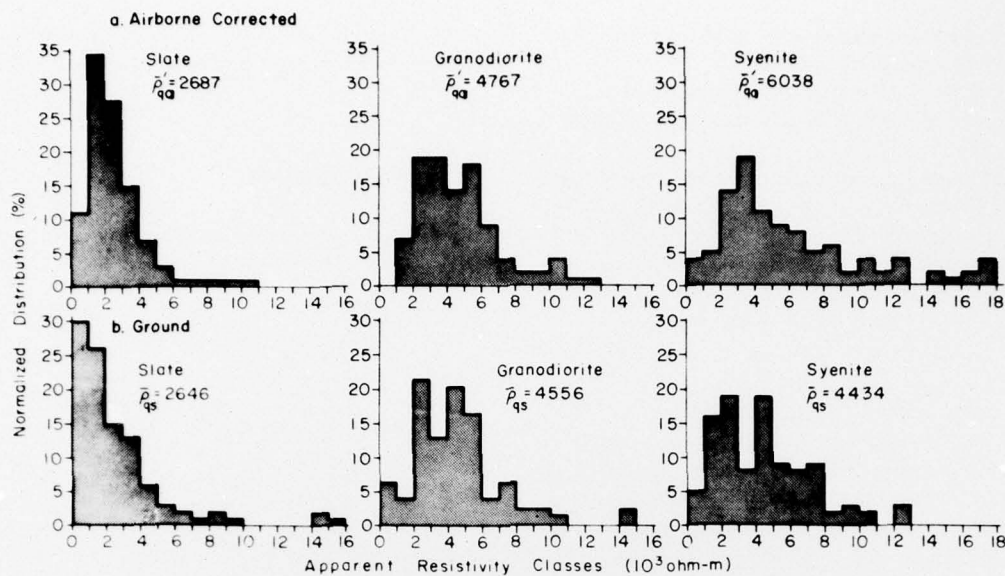 a. Airborne Corrected
Slate
ρ̄'qa = 2687
Granodiorite
ρ̄'qa = 4767
Syenite
ρ̄'qa = 6038
35
30
25
20
15
10
5
0
35
30
25
20
15
10
5
0
35
30
25
20
15
10
5
0
0 2 4 6 8 10 12 14 16
0 2 4 6 8 10 12 14 16
0 2 4 6 8 10 12 14 16 18
Normalized Distribution (%)
b. Ground
Slate
ρ̄qs = 2646
Granodiorite
ρ̄qs = 4556
Syenite
ρ̄qs = 4434
30
25
20
15
10
5
0
30
25
20
15
10
5
0
30
25
20
15
10
5
0
0 2 4 6 8 10 12 14 16
0 2 4 6 8 10 12 14 16
0 2 4 6 8 10 12 14 16 18
Apparent Resistivity Classes (10³ ohm-m)